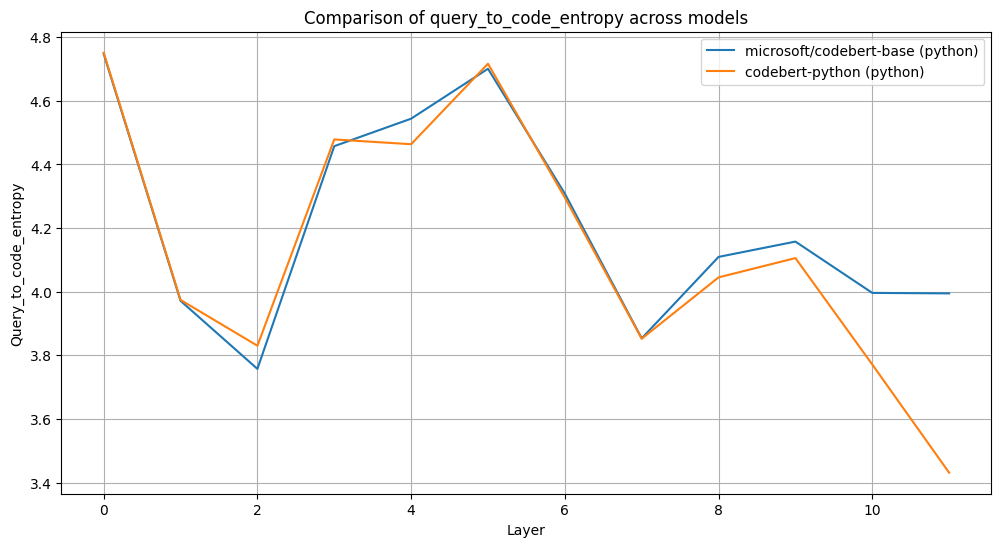 Comparison of query_to_code_entropy across models
microsoft/codebert-base (python)
codebert-python (python)
Query_to_code_entropy
4.8
4.6
4.4
4.2
4.0
3.8
3.6
3.4
0 2 4 6 8 10
Layer